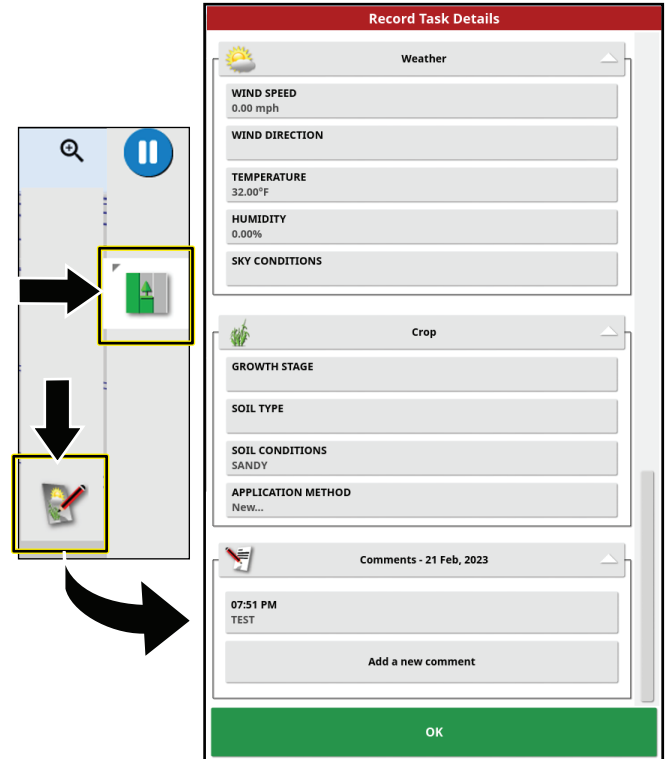 Record Task Details
Weather
WIND SPEED
0.00 mph
WIND DIRECTION
TEMPERATURE
32.00°F
HUMIDITY
0.00%
SKY CONDITIONS
Crop
GROWTH STAGE
SOIL TYPE
SOIL CONDITIONS
SANDY
APPLICATION METHOD
New...
Comments - 21 Feb, 2023
07:51 PM
TEST
Add a new comment
OK